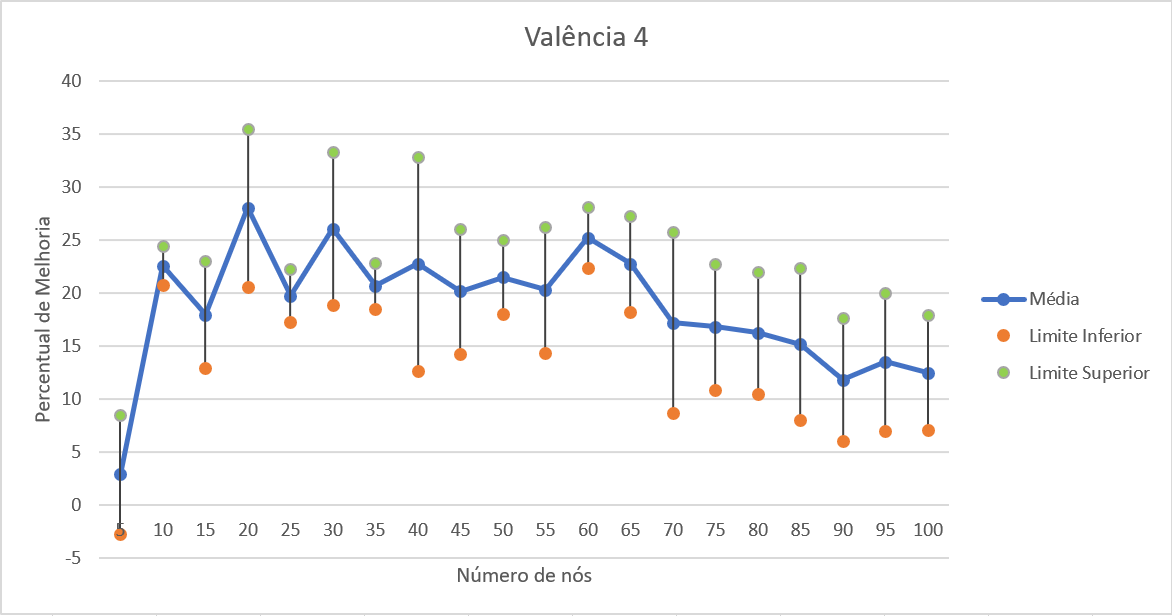 Valência 4
Percentual de Melhoria
40
35
30
25
20
15
10
5
0
-5
5 10 15 20 25 30 35 40 45 50 55 60 65 70 75 80 85 90 95 100
Número de nós
Média
Limite Inferior
Limite Superior